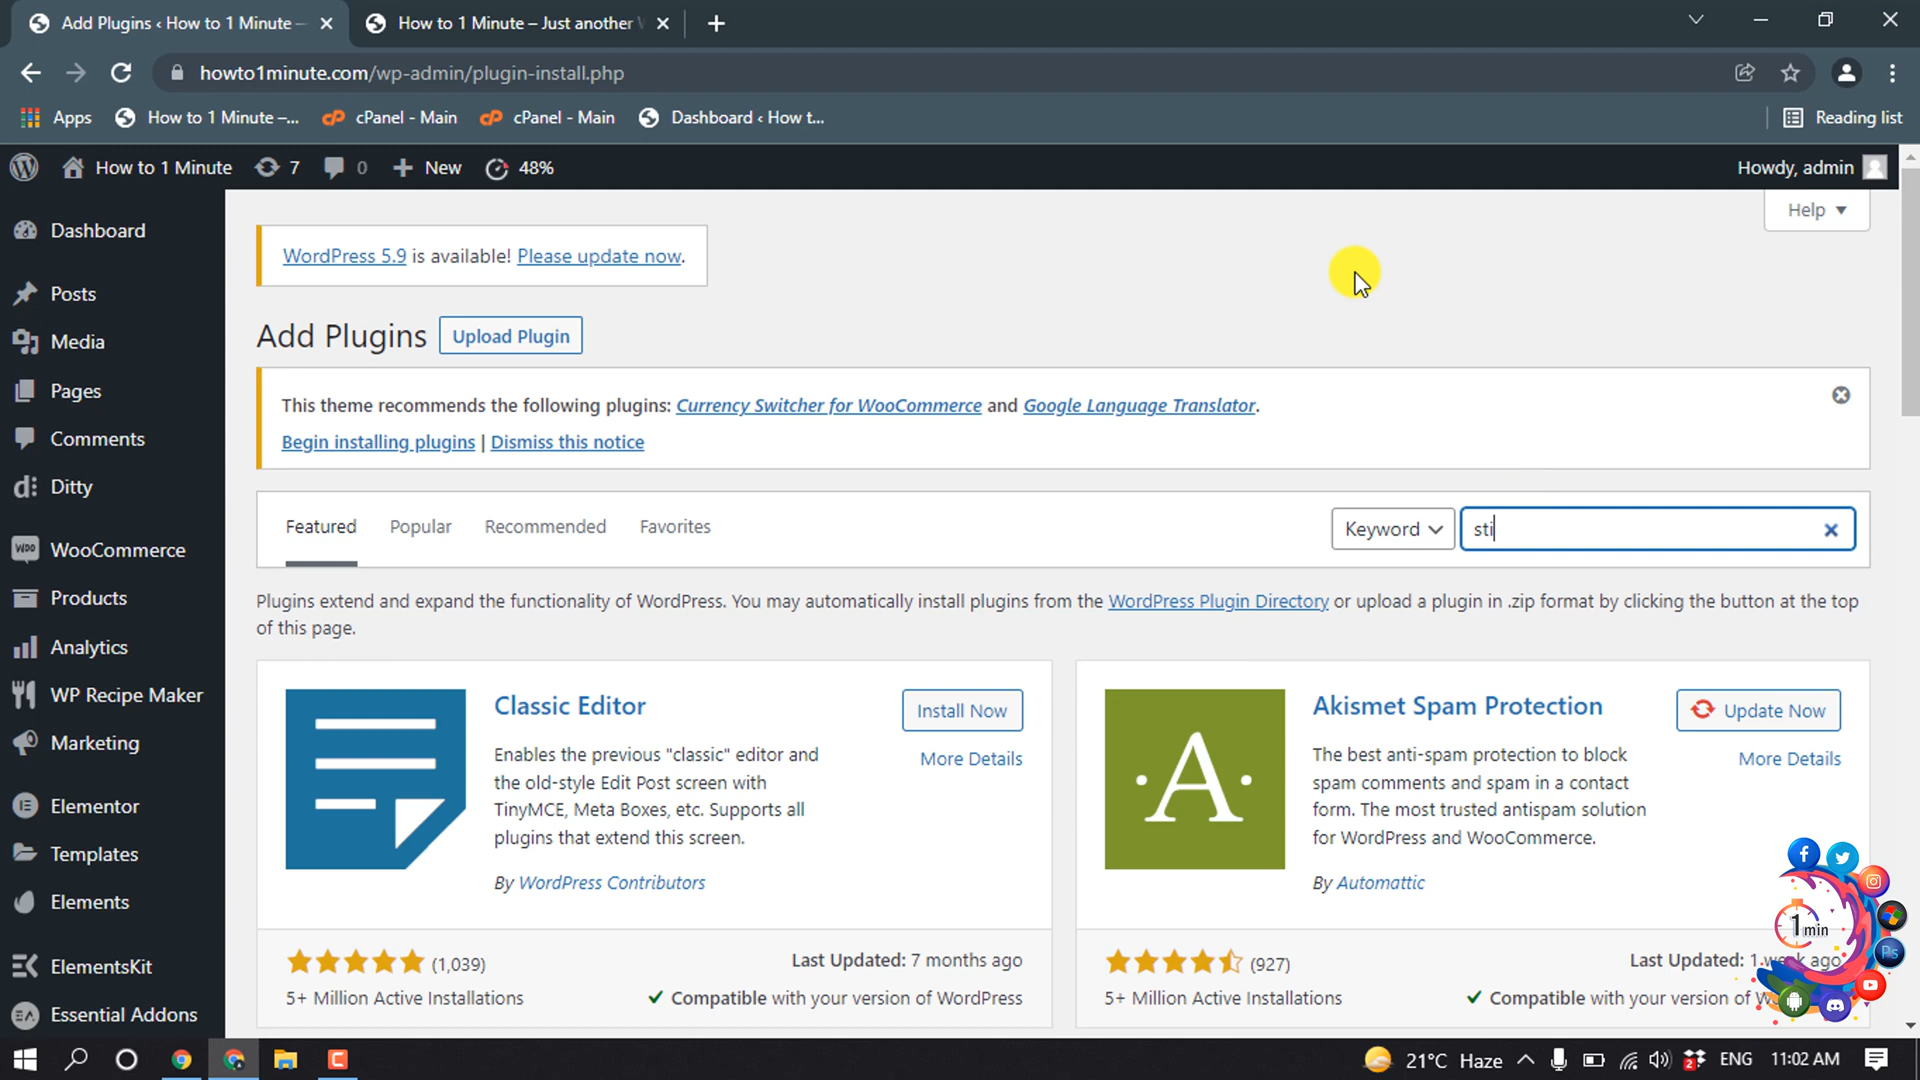 Add Plugins ‹ How to 1 Minute —
How to 1 Minute – Just another W
howto1minute.com/wp-admin/plugin-install.php
Apps
How to 1 Minute –...
cPanel - Main
cPanel - Main
Dashboard ‹ How t...
Reading list
How to 1 Minute
7
0
New
48%
Howdy, admin
Help
Dashboard
Posts
Media
Pages
Comments
Ditty
WooCommerce
Products
Analytics
WP Recipe Maker
Marketing
Elementor
Templates
Elements
ElementsKit
Essential Addons
WordPress 5.9 is available! Please update now.
Add Plugins
Upload Plugin
This theme recommends the following plugins: Currency Switcher for WooCommerce and Google Language Translator.
Begin installing plugins | Dismiss this notice
Featured
Popular
Recommended
Favorites
Keyword
sti
Plugins extend and expand the functionality of WordPress. You may automatically install plugins from the WordPress Plugin Directory or upload a plugin in .zip format by clicking the button at the top
of this page.
Classic Editor
Install Now
More Details
Enables the previous "classic" editor and
the old-style Edit Post screen with
TinyMCE, Meta Boxes, etc. Supports all
plugins that extend this screen.
By WordPress Contributors
(1,039)
Last Updated: 7 months ago
5+ Million Active Installations
Compatible with your version of WordPress
A
Akismet Spam Protection
Update Now
More Details
The best anti-spam protection to block
spam comments and spam in a contact
form. The most trusted antispam solution
for WordPress and WooCommerce.
By Automattic
(927)
Last Updated: 1 week ago
5+ Million Active Installations
Compatible with your version of
1 min
Ps
21°C Haze
2
ENG
11:02 AM